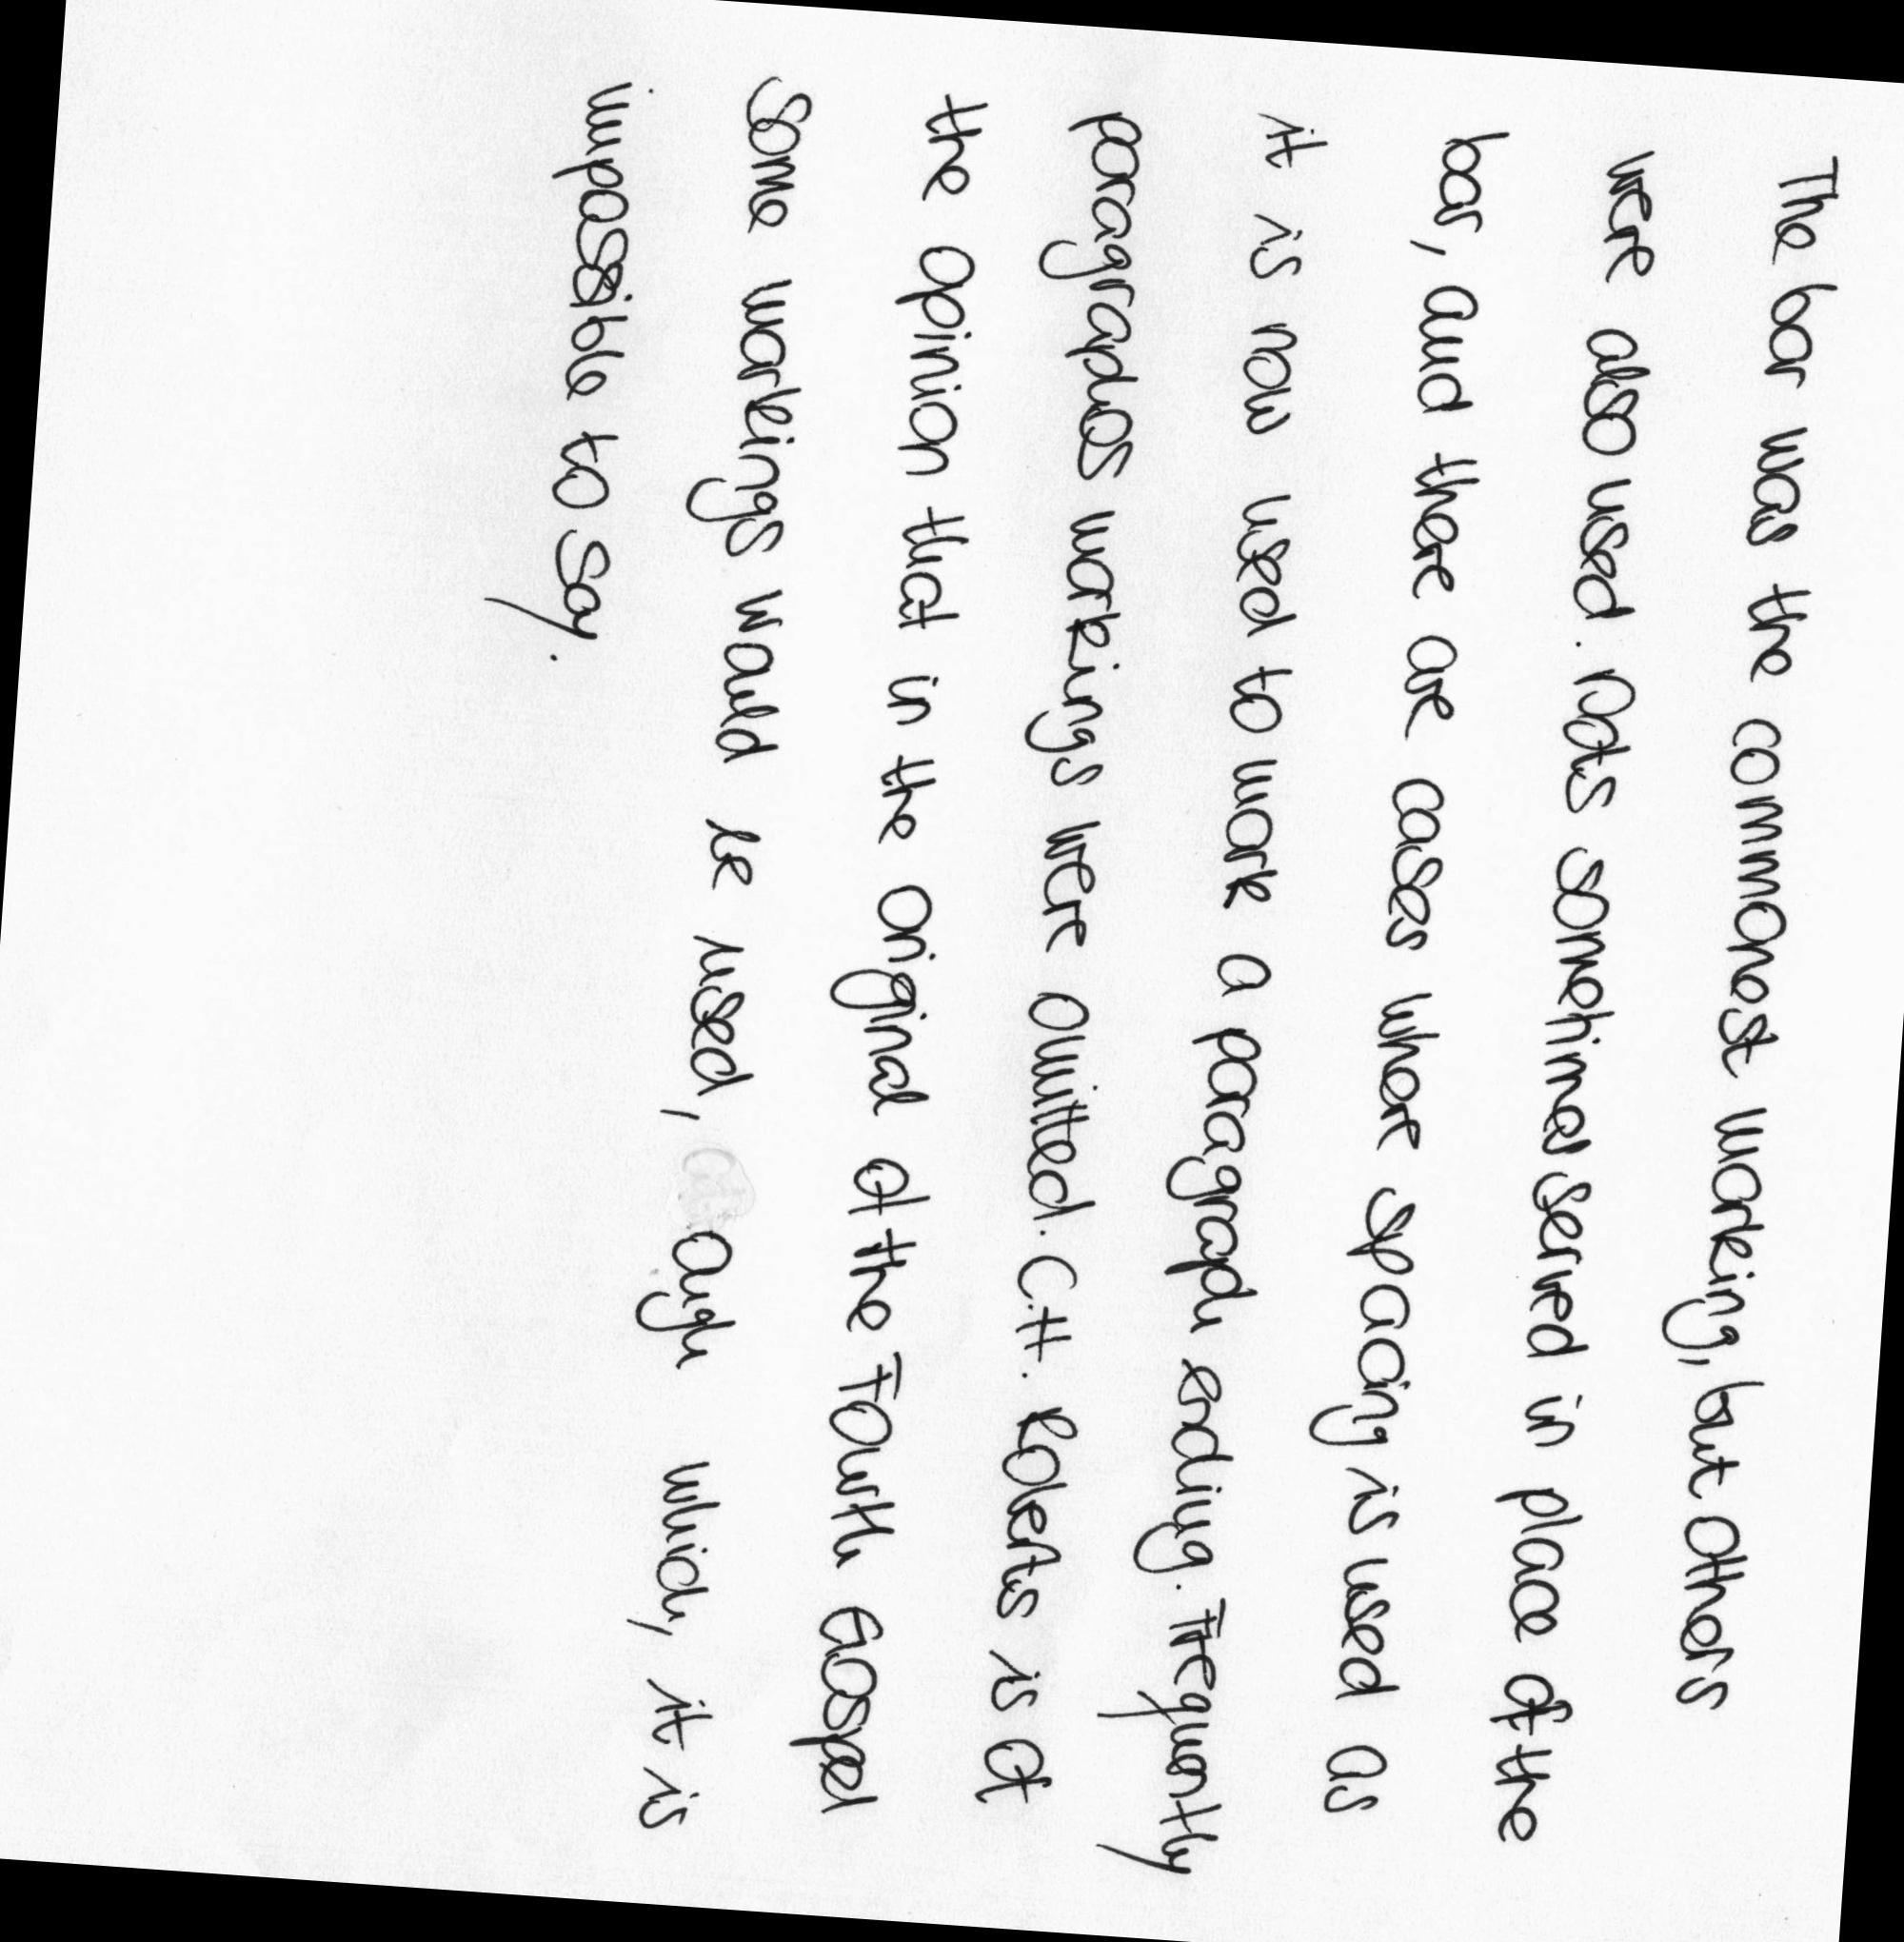 The bar was the commonest marking, but others
were also used. Dots sometimes served in place of the
bar, and there are cases where spacing is used as
it is now used to mark a paragraph ending. Frequently
paragraphos markings were omitted. C.H. Roberts is of
the opinion that in the original of the Fourth Gospel
some markings would be used, which, it is
impossible to say.